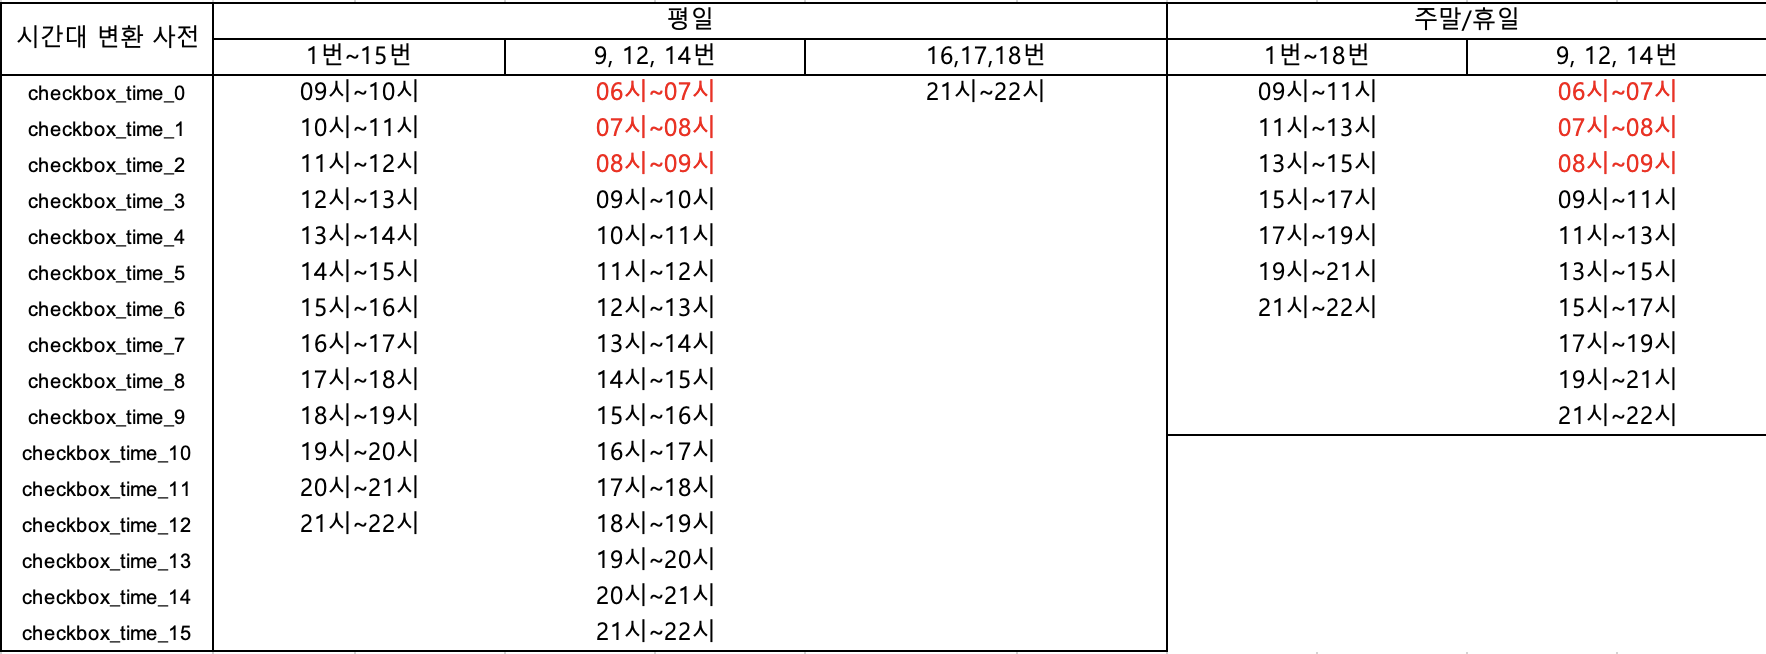 시간대 변환 사전 평일 주말/휴일
1번~15번 9, 12, 14번 16,17,18번 1번~18번 9, 12, 14번
checkbox_time_0 09시~10시 06시~07시 21시~22시 09시~11시 06시~07시
checkbox_time_1 10시~11시 07시~08시 11시~13시 07시~08시
checkbox_time_2 11시~12시 08시~09시 13시~15시 08시~09시
checkbox_time_3 12시~13시 09시~10시 15시~17시 09시~11시
checkbox_time_4 13시~14시 10시~11시 17시~19시 11시~13시
checkbox_time_5 14시~15시 11시~12시 19시~21시 13시~15시
checkbox_time_6 15시~16시 12시~13시 21시~22시 15시~17시
checkbox_time_7 16시~17시 13시~14시 17시~19시
checkbox_time_8 17시~18시 14시~15시 19시~21시
checkbox_time_9 18시~19시 15시~16시 21시~22시
checkbox_time_10 19시~20시 16시~17시
checkbox_time_11 20시~21시 17시~18시
checkbox_time_12 21시~22시 18시~19시
checkbox_time_13 19시~20시
checkbox_time_14 20시~21시
checkbox_time_15 21시~22시